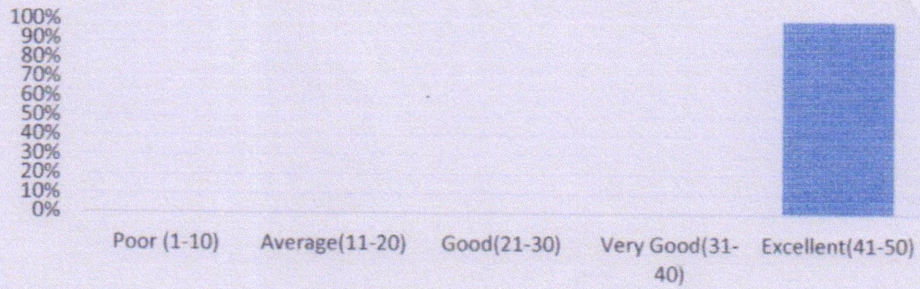 100%
90%
80%
70%
60%
50%
40%
30%
20%
10%
0%
Poor (1-10)
Average(11-20)
Good(21-30)
Very Good(31-
40)
Excellent(41-50)